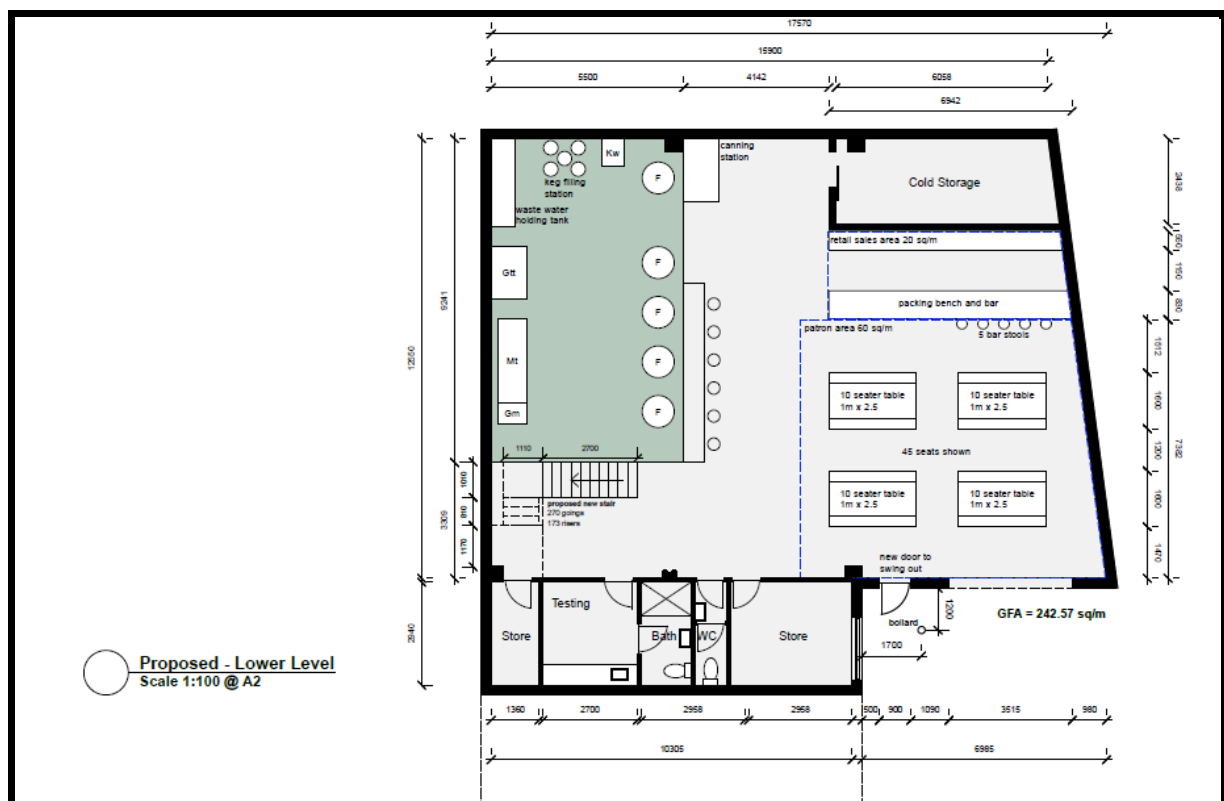 17570
15900
5500
4142
6058
6942
canning
station
Kw
F
keg filling
station
waste water
holding tank
Cold Storage
2438
retail sales area 20 sq/m
560
1150
Gtt
F
9241
packing bench and bar
830
12550
F
patron area 60 sq/m
5 bar stools
1512
Mt
F
10 seater table
1m x 2.5
10 seater table
1m x 2.5
1600
Gm
F
1110
2700
45 seats shown
1200
7382
1010
810
1170
3309
proposed new stair
270 goings
173 risers
10 seater table
1m x 2.5
10 seater table
1m x 2.5
1600
new door to
swing out
1470
Testing
Store
Bath
WC
Store
bollard
1200
GFA = 242.57 sq/m
1700
2940
Proposed - Lower Level
Scale 1:100 @ A2
1360
2700
2958
2958
500
900
1090
3515
980
10305
6985